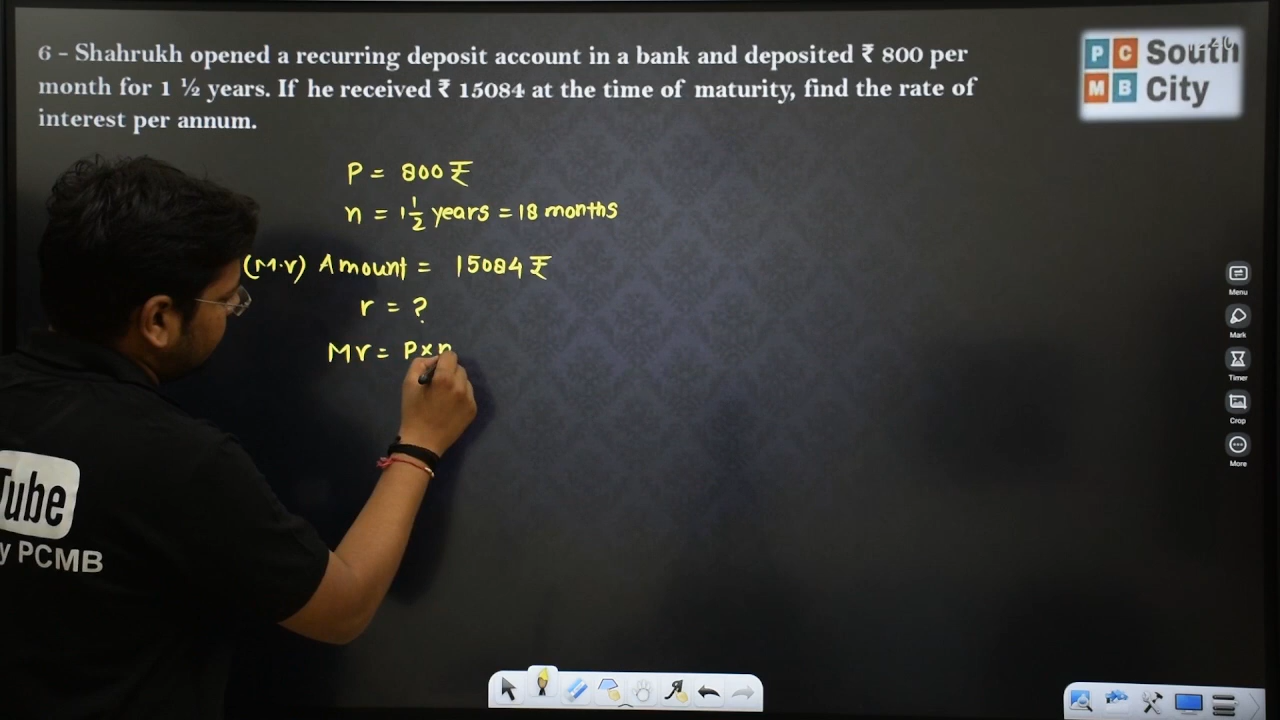 6 - Shahrukh opened a recurring deposit account in a bank and deposited ₹ 800 per
month for 1 ½ years. If he received ₹ 15084 at the time of maturity, find the rate of
interest per annum.
P C South
M B City
P = 800 ₹
n = 1 1/2 years = 18 months
(M.V) Amount = 15084 ₹
r = ?
MV = P×n
Menu
Mark
Timer
Crop
More
Tube
y PCMB